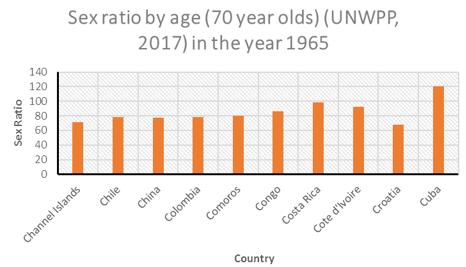 Sex ratio by age (70 year olds) (UNWPP,
2017) in the year 1965
Sex Ratio
140
120
100
80
60
40
20
0
Channel Islands
Chile
China
Colombia
Comoros
Congo
Costa Rica
Cote d'Ivoire
Croatia
Cuba
Country